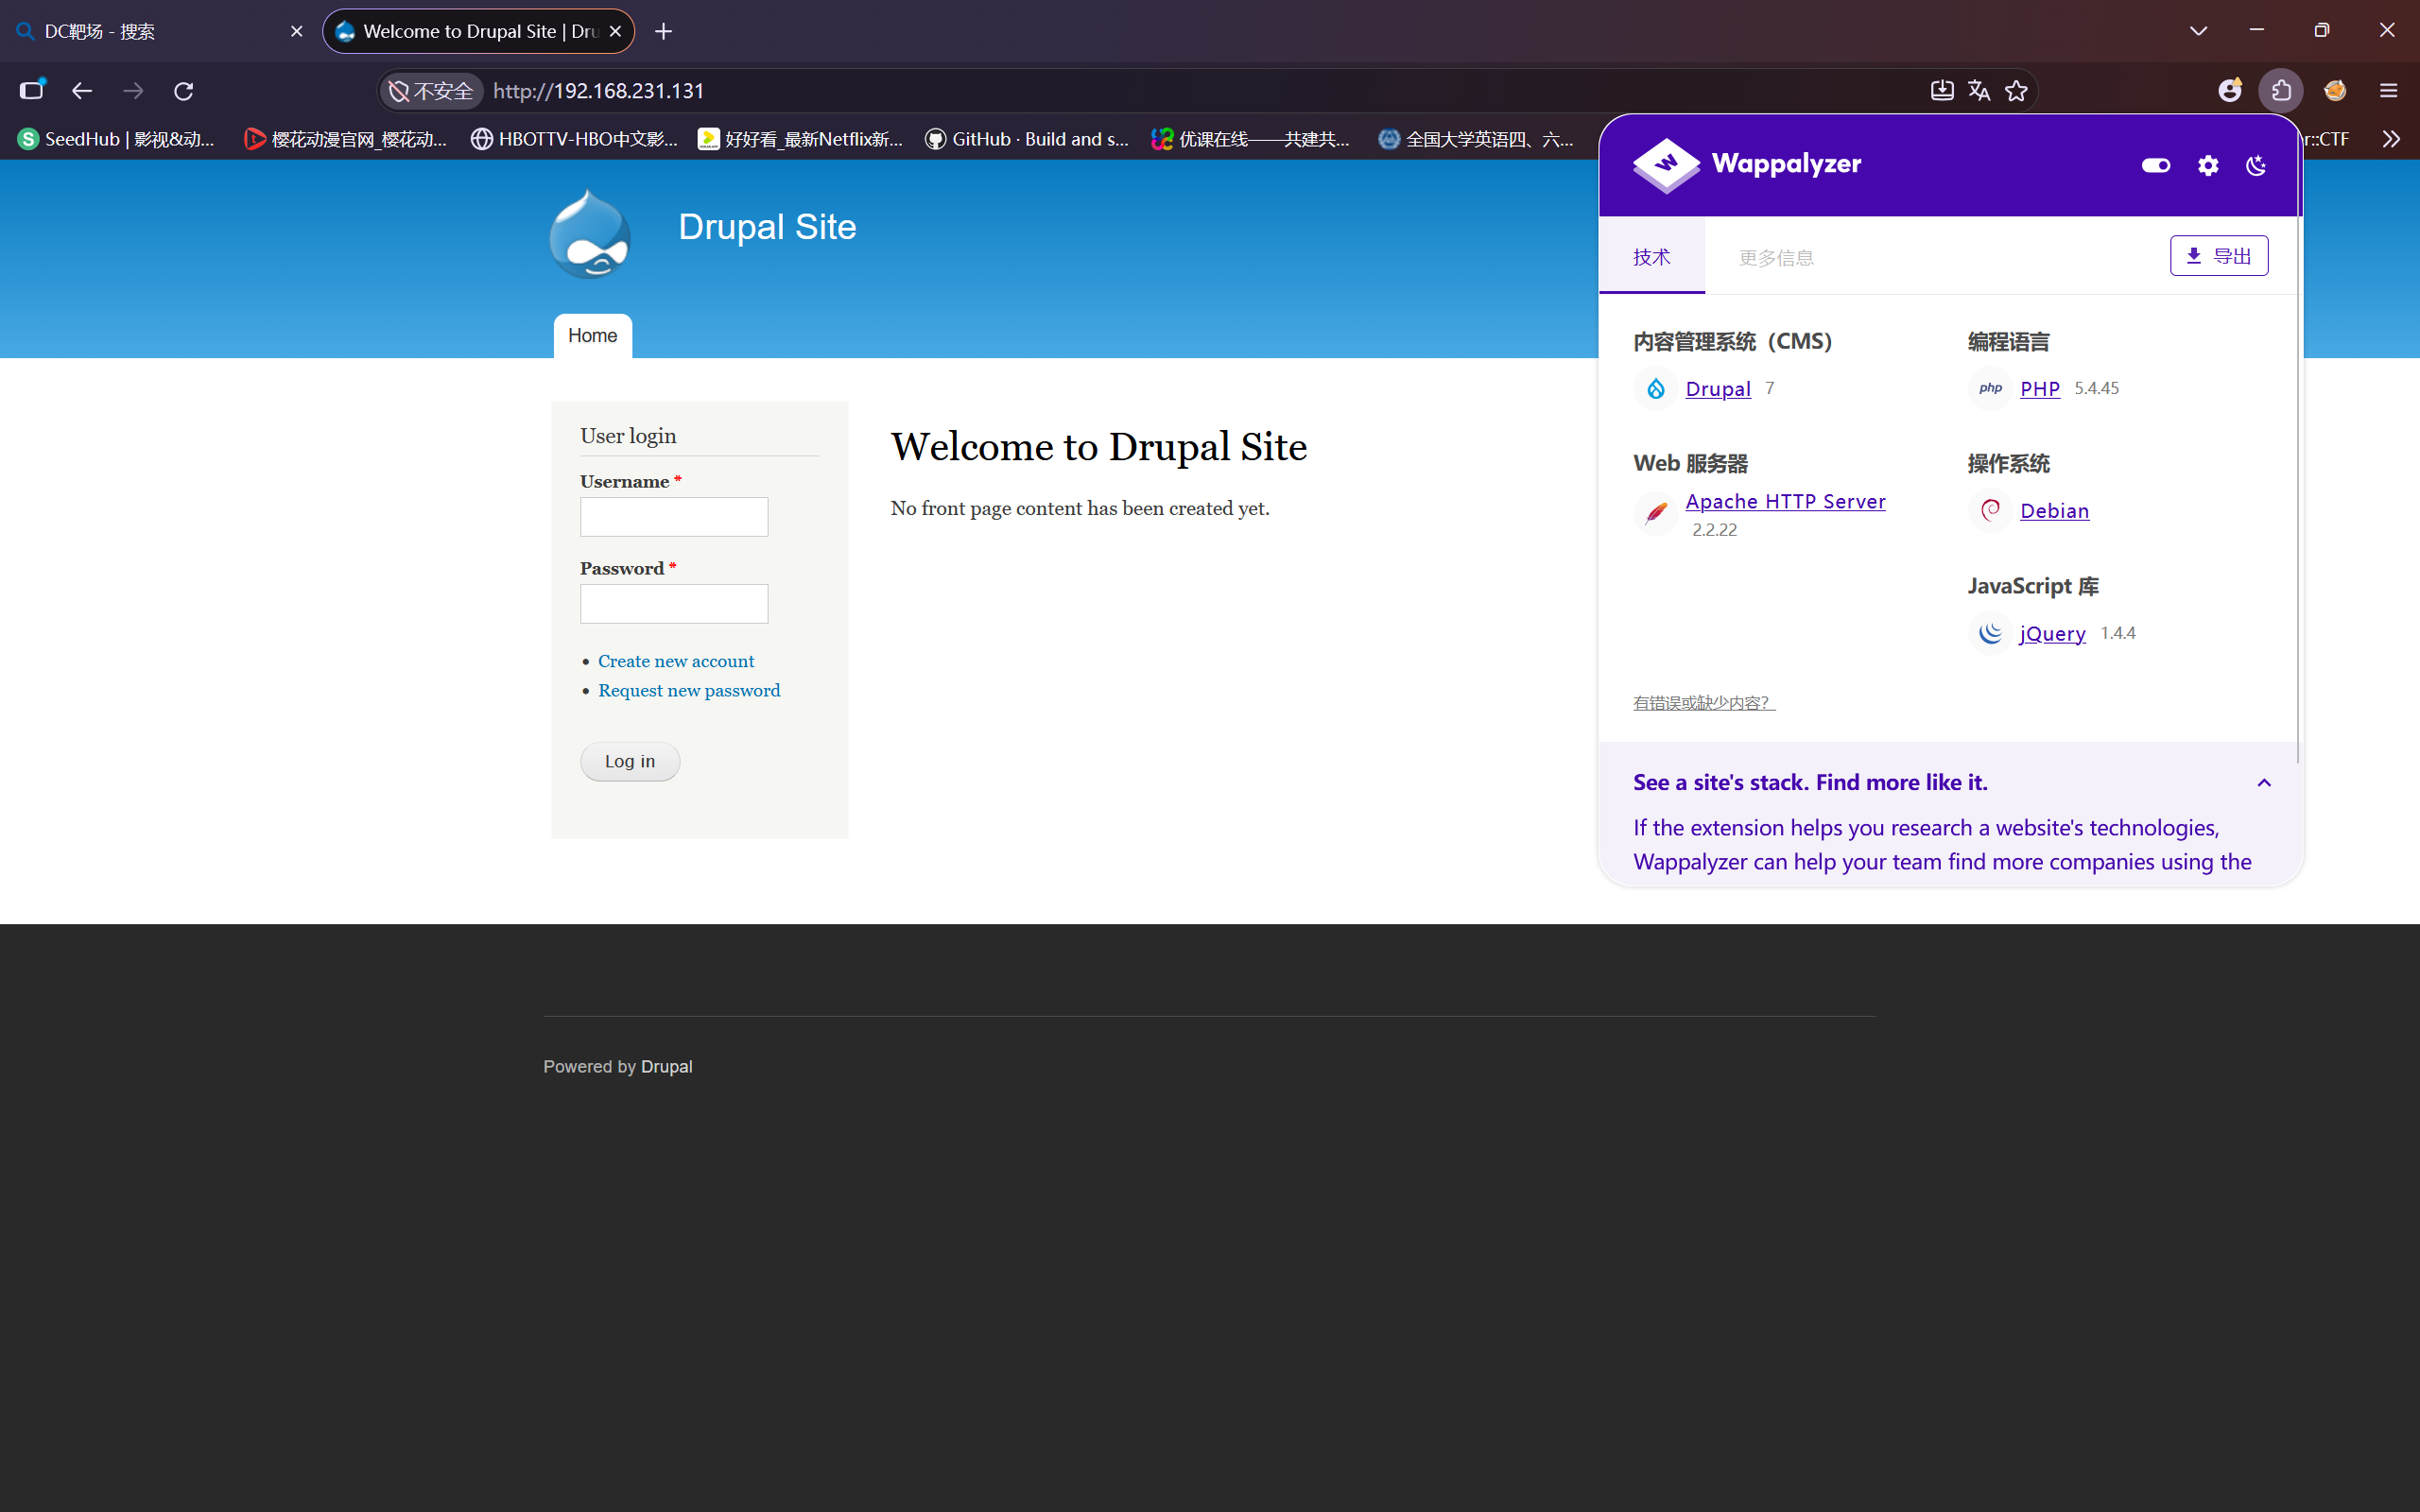 DC靶场 - 搜索
Welcome to Drupal Site | Dru
不安全
http://192.168.231.131
SeedHub | 影视&动...
樱花动漫官网_樱花动...
HBOTTV-HBO中文影...
好好看_最新Netflix新...
GitHub · Build and s...
优课在线——共建共...
全国大学英语四、六...
r::CTF
Drupal Site
Home
User login
Username *
Password *
Create new account
Request new password
Log in
Welcome to Drupal Site
No front page content has been created yet.
Wappalyzer
技术
更多信息
导出
内容管理系统（CMS）
Drupal 7
编程语言
php PHP 5.4.45
Web 服务器
Apache HTTP Server
2.2.22
操作系统
Debian
JavaScript 库
jQuery 1.4.4
有错误或缺少内容？
See a site's stack. Find more like it.
If the extension helps you research a website's technologies,
Wappalyzer can help your team find more companies using the
Powered by Drupal